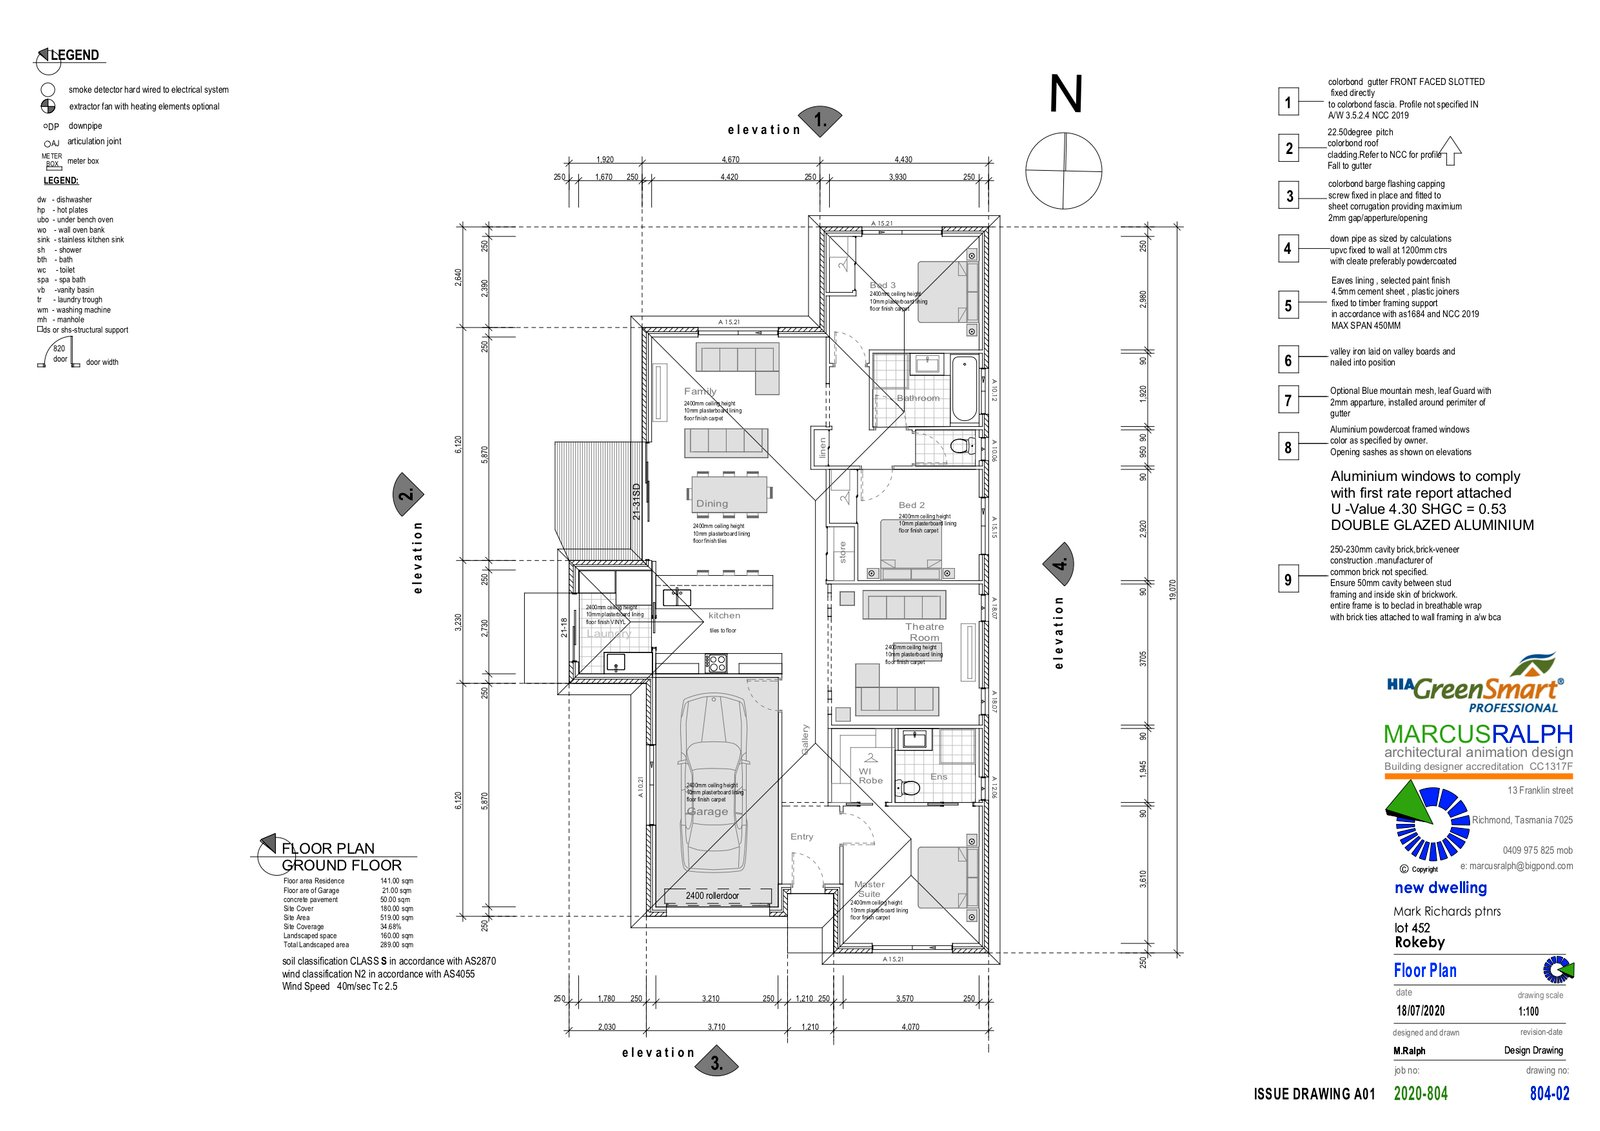 LEGEND
smoke detector hard wired to electrical system
extractor fan with heating elements optional
DP downpipe
AJ articulation joint
METER
BOX meter box
LEGEND:
dw - dishwasher
hp - hot plates
ubo - under bench oven
wo - wall oven bank
sink - stainless kitchen sink
sh - shower
bth - bath
wc - toilet
spa - spa bath
vb -vanity basin
tr - laundry trough
wm - washing machine
mh - manhole
ds or shs-structural support
820
door
door width
elevation
1.
N
1,920 4,670 4,430
250 1,670 250 4,420 250 3,930 250
A 15,21
250
2,640
2,390
Bed 3
2400mm ceiling height
10mm plasterboard lining
floor finish carpet
250
2,980
A 15,21
250
Family
2400mm ceiling height
10mm plasterboard lining
floor finish carpet
Bathroom
A 10,12
90
1,920
linen
A 10,06
90
950
90
6,120
5,870
21-31SD
Dining
2400mm ceiling height
10mm plasterboard lining
floor finish tiles
Bed 2
2400mm ceiling height
10mm plasterboard lining
floor finish carpet
A 15,15
2,920
store
elevation
2.
elevation
4.
19,070
250
3,230
2,730
21-18
2400mm ceiling height
10mm plasterboard lining
floor finish VINYL
Laundry
kitchen
tiles to floor
Theatre
Room
2400mm ceiling height
10mm plasterboard lining
floor finish carpet
A 18,07
A 18,07
90
3705
250
Gallery
WI
Robe
Ens
A 12,06
90
1,945
90
6,120
5,870
A 10,21
2400mm ceiling height
10mm plasterboard lining
floor finish carpet
Garage
2400 rollerdoor
Entry
Master
Suite
2400mm ceiling height
10mm plasterboard lining
floor finish carpet
3,610
250
250
A 15,21
250 1,780 250 3,210 250 1,210 250 3,570 250
2,030 3,710 1,210 4,070
elevation
3.
FLOOR PLAN
GROUND FLOOR
Floor area Residence 141.00 sqm
Floor are of Garage 21.00 sqm
concrete pavement 50.00 sqm
Site Cover 180.00 sqm
Site Area 519.00 sqm
Site Coverage 34.68%
Landscaped space 160.00 sqm
Total Landscaped area 289.00 sqm
soil classification CLASS S in accordance with AS2870
wind classification N2 in accordance with AS4055
Wind Speed 40m/sec Tc 2.5
1
colorbond gutter FRONT FACED SLOTTED
fixed directly
to colorbond fascia. Profile not specified IN
A/W 3.5.2.4 NCC 2019
2
22.50degree pitch
colorbond roof
cladding.Refer to NCC for profile
Fall to gutter
3
colorbond barge flashing capping
screw fixed in place and fitted to
sheet corrugation providing maximium
2mm gap/apperture/opening
4
down pipe as sized by calculations
upvc fixed to wall at 1200mm ctrs
with cleate preferably powdercoated
5
Eaves lining , selected paint finish
4.5mm cement sheet , plastic joiners
fixed to timber framing support
in accordance with as1684 and NCC 2019
MAX SPAN 450MM
6
valley iron laid on valley boards and
nailed into position
7
Optional Blue mountain mesh, leaf Guard with
2mm apparture, installed around perimiter of
gutter
8
Aluminium powdercoat framed windows
color as specified by owner.
Opening sashes as shown on elevations
Aluminium windows to comply
with first rate report attached
U -Value 4.30 SHGC = 0.53
DOUBLE GLAZED ALUMINIUM
9
250-230mm cavity brick,brick-veneer
construction .manufacturer of
common brick not specified.
Ensure 50mm cavity between stud
framing and inside skin of brickwork.
entire frame is to beclad in breathable wrap
with brick ties attached to wall framing in a/w bca
HIA GreenSmart®
PROFESSIONAL
MARCUSRALPH
architectural animation design
Building designer accreditation CC1317F
13 Franklin street
Richmond, Tasmania 7025
0409 975 825 mob
© Copyright
e: marcusralph@bigpond.com
new dwelling
Mark Richards ptnrs
lot 452
Rokeby
Floor Plan
date drawing scale
18/07/2020 1:100
designed and drawn revision-date
M.Ralph Design Drawing
job no: drawing no:
ISSUE DRAWING A01 2020-804 804-02